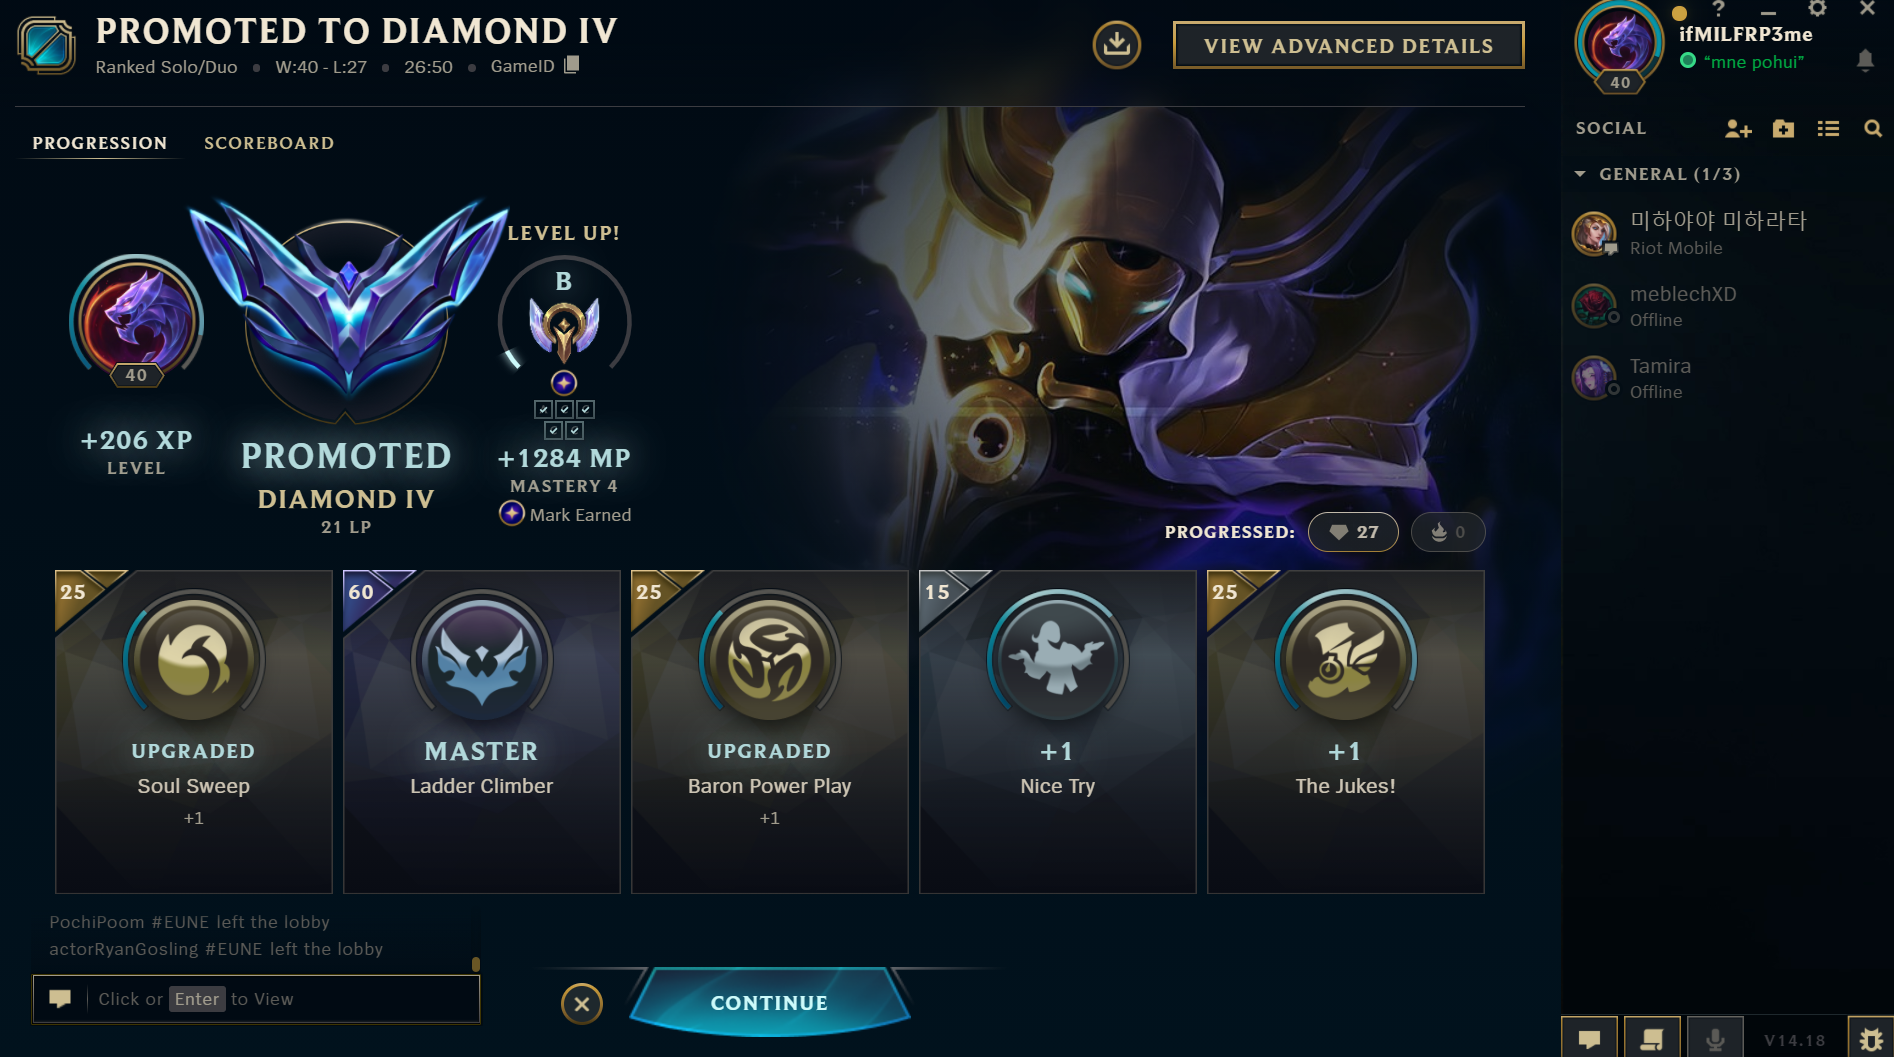 PROMOTED TO DIAMOND IV
Ranked Solo/Duo • W:40 - L:27 • 26:50 • GameID
VIEW ADVANCED DETAILS
PROGRESSION
SCOREBOARD
40
+206 XP
LEVEL
PROMOTED
DIAMOND IV
21 LP
LEVEL UP!
B
+1284 MP
MASTERY 4
Mark Earned
PROGRESSED: 27 0
25
UPGRADED
Soul Sweep
+1
60
MASTER
Ladder Climber
25
UPGRADED
Baron Power Play
+1
15
+1
Nice Try
25
+1
The Jukes!
PochiPoom #EUNE left the lobby
actorRyanGosling #EUNE left the lobby
Click or Enter to View
CONTINUE
?
ifMILFRP3me
“mne pohui”
40
SOCIAL
GENERAL (1/3)
미하야야 미하라타
Riot Mobile
meblechXD
Offline
Tamira
Offline
V14.18